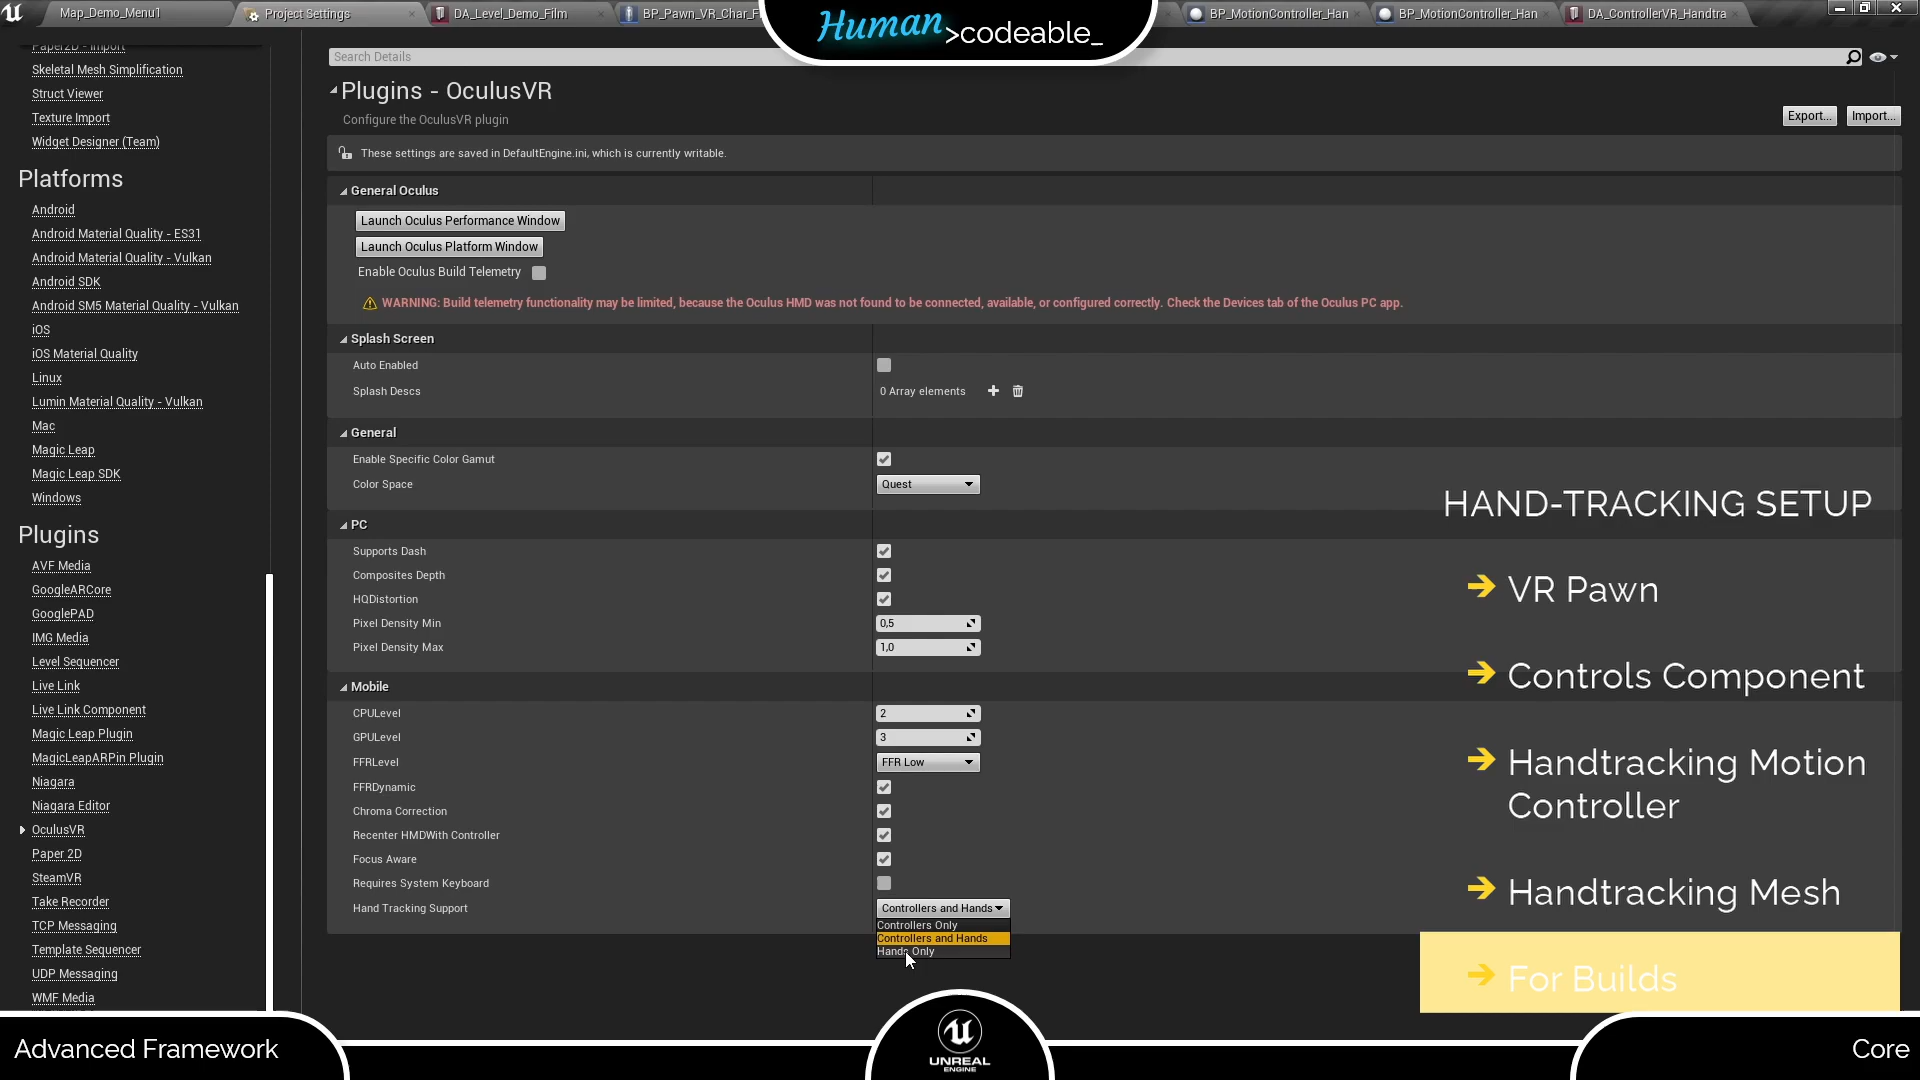 Map_Demo_Menu1
Project Settings
DA_Level_Demo_Film
BP_Pawn_VR_Char_F
BP_MotionController_Han
BP_MotionController_Han
DA_ControllerVR_Handtra
Human>codeable_
Search Details
Paper2D - Import
Skeletal Mesh Simplification
Struct Viewer
Texture Import
Widget Designer (Team)
Platforms
Android
Android Material Quality - ES31
Android Material Quality - Vulkan
Android SDK
Android SM5 Material Quality - Vulkan
iOS
iOS Material Quality
Linux
Lumin Material Quality - Vulkan
Mac
Magic Leap
Magic Leap SDK
Windows
Plugins
AVF Media
GoogleARCore
GooglePAD
IMG Media
Level Sequencer
Live Link
Live Link Component
Magic Leap Plugin
MagicLeapARPin Plugin
Niagara
Niagara Editor
OculusVR
Paper 2D
SteamVR
Take Recorder
TCP Messaging
Template Sequencer
UDP Messaging
WMF Media
Plugins - OculusVR
Configure the OculusVR plugin
Export...
Import...
These settings are saved in DefaultEngine.ini, which is currently writable.
General Oculus
Launch Oculus Performance Window
Launch Oculus Platform Window
Enable Oculus Build Telemetry
WARNING: Build telemetry functionality may be limited, because the Oculus HMD was not found to be connected, available, or configured correctly. Check the Devices tab of the Oculus PC app.
Splash Screen
Auto Enabled
Splash Descs 0 Array elements
General
Enable Specific Color Gamut
Color Space Quest
PC
Supports Dash
Composites Depth
HQDistortion
Pixel Density Min 0,5
Pixel Density Max 1,0
Mobile
CPULevel 2
GPULevel 3
FFRLevel FFR Low
FFRDynamic
Chroma Correction
Recenter HMDWith Controller
Focus Aware
Requires System Keyboard
Hand Tracking Support Controllers and Hands
Controllers Only
Controllers and Hands
Hands Only
HAND-TRACKING SETUP
VR Pawn
Controls Component
Handtracking Motion
Controller
Handtracking Mesh
For Builds
Advanced Framework
UNREAL
ENGINE
Core